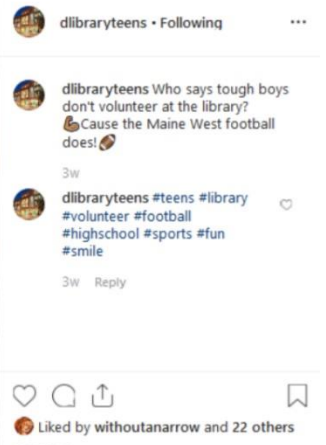 dlibraryteens • Following
dlibraryteens Who says tough boys
don't volunteer at the library?
💪🏾Cause the Maine West football
does!🏈
3w
dlibraryteens #teens #library
#volunteer #football
#highschool #sports #fun
#smile
3w Reply
Liked by withoutanarrow and 22 others